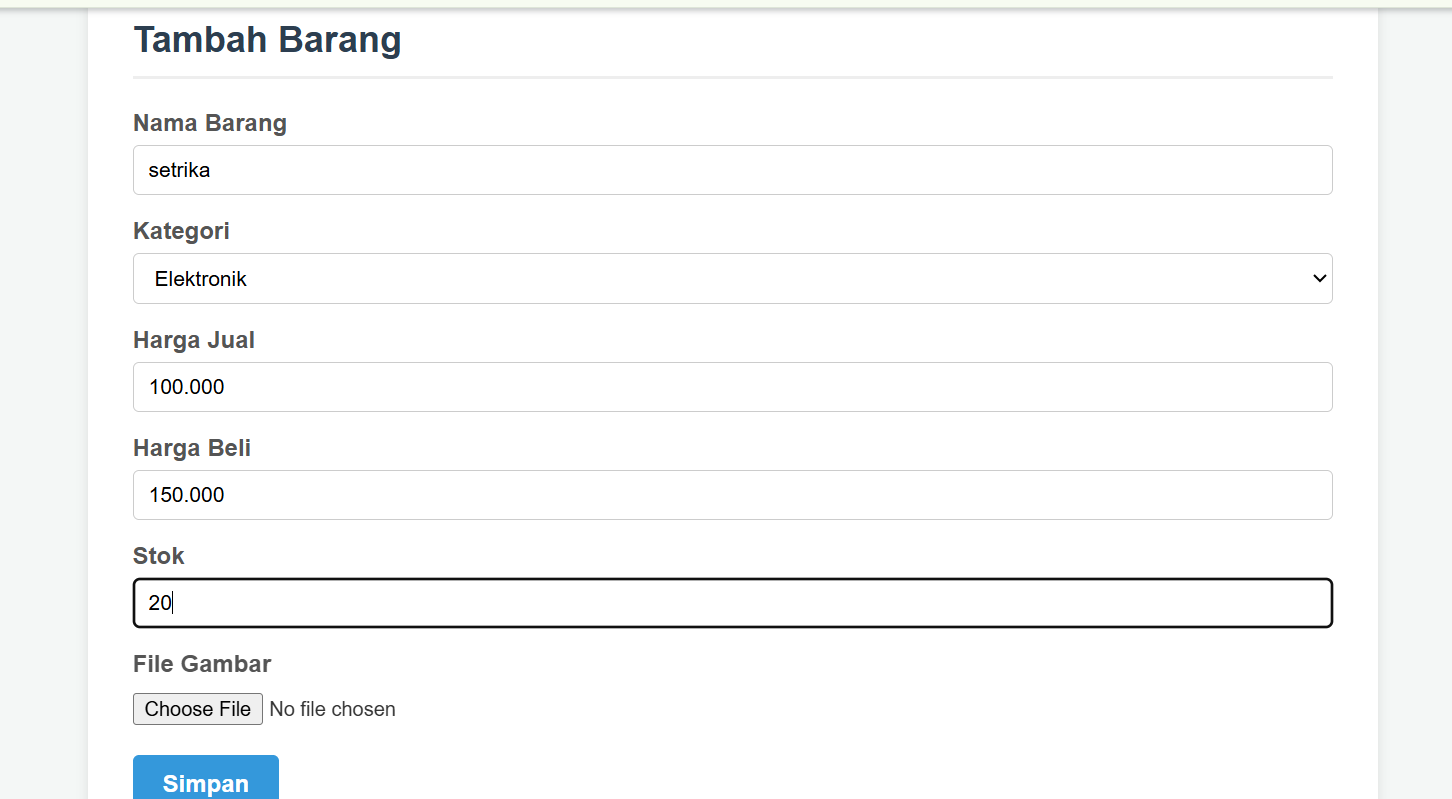 Tambah Barang
Nama Barang
setrika
Kategori
Elektronik
Harga Jual
100.000
Harga Beli
150.000
Stok
20
File Gambar
Choose File No file chosen
Simpan